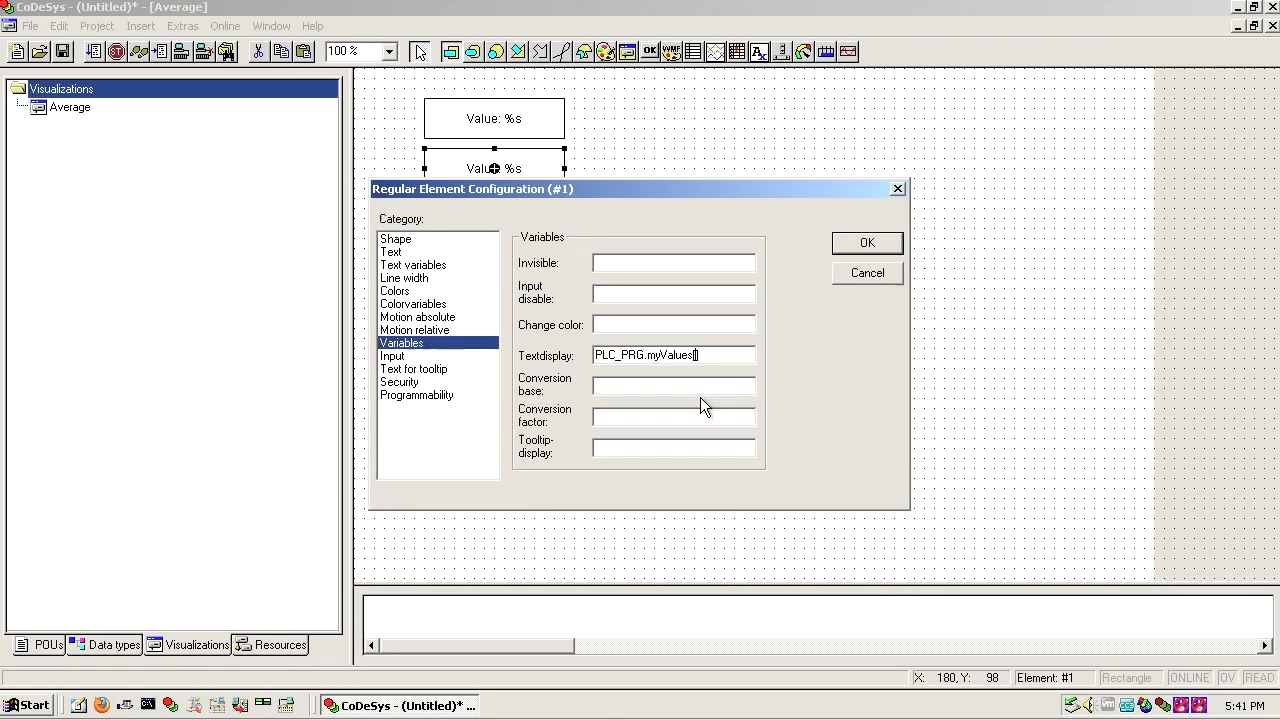 CoDeSys - (Untitled)* - [Average]
File Edit Project Insert Extras Online Window Help
100 %
Visualizations
Average
Value: %s
Value: %s
Regular Element Configuration (#1)
Category:
Shape
Text
Text variables
Line width
Colors
Colorvariables
Motion absolute
Motion relative
Variables
Input
Text for tooltip
Security
Programmability
Variables
Invisible:
Input
disable:
Change color:
Textdisplay: PLC_PRG.myValues[]
Conversion
base:
Conversion
factor:
Tooltip-
display:
OK
Cancel
POUs Data types Visualizations Resources
X: 180, Y: 98 Element: #1 Rectangle ONLINE OV READ
Start CoDeSys - (Untitled)* ... 5:41 PM